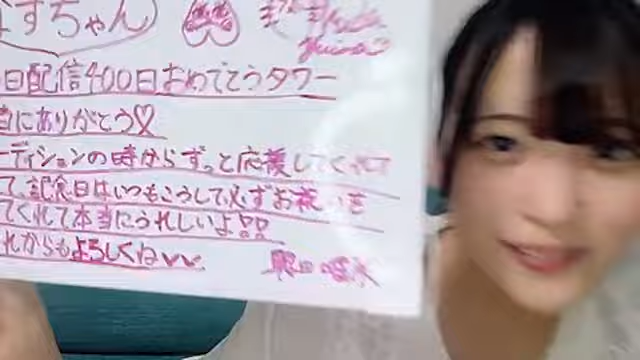 すちゃん
日配信400日おめでとうタワー
にありがとう♡
ーディションの時からずっと応援してくれて
て、記念日はいつもこうして必ずお祝いを
てくれて本当にうれしいよ!!
れからもよろしくね